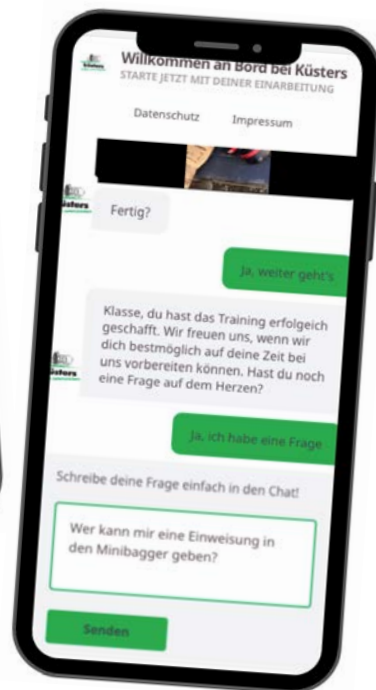 Willkommen an Bord bei Küsters
STARTE JETZT MIT DEINER EINARBEITUNG
Datenschutz Impressum
Fertig?
Ja, weiter geht's
Klasse, du hast das Training erfolgeich
geschafft. Wir freuen uns, wenn wir
dich bestmöglich auf deine Zeit bei
uns vorbereiten können. Hast du noch
eine Frage auf dem Herzen?
Ja, ich habe eine Frage
Schreibe deine Frage einfach in den Chat!
Wer kann mir eine Einweisung in
den Minibagger geben?
Senden